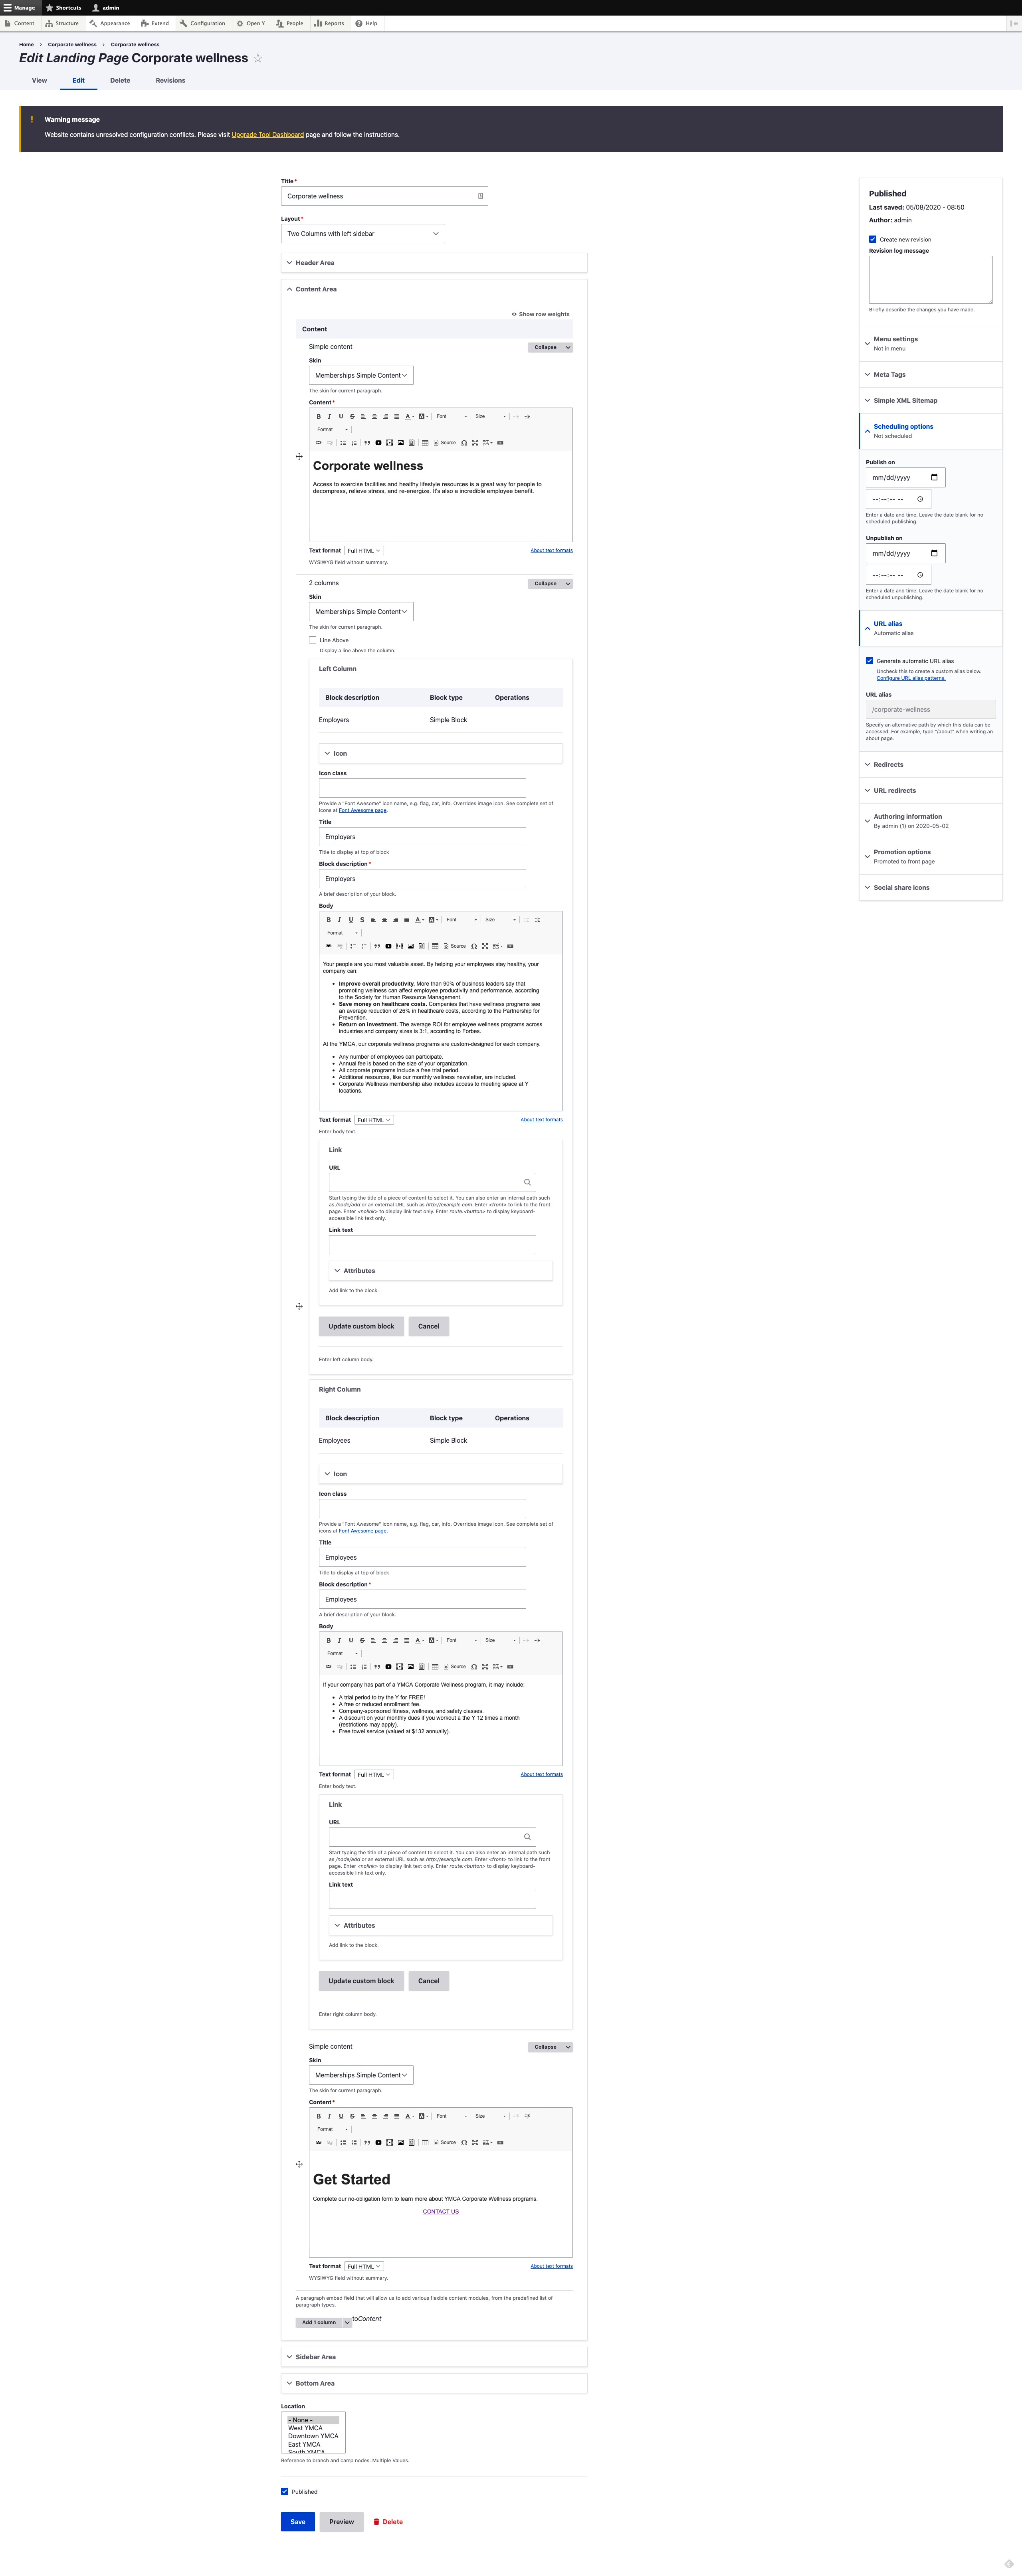 Manage Shortcuts admin
Content Structure Appearance Extend Configuration Open Y People Reports Help
Home › Corporate wellness › Corporate wellness
Edit Landing Page Corporate wellness
View Edit Delete Revisions
Warning message
Website contains unresolved configuration conflicts. Please visit Upgrade Tool Dashboard page and follow the instructions.
Title*
Corporate wellness
Layout*
Two Columns with left sidebar
Header Area
Content Area
Show row weights
Content
Simple content
Collapse
Skin
Memberships Simple Content
The skin for current paragraph.
Content*
Font
Size
Format
Source
Corporate wellness
Access to exercise facilities and healthy lifestyle resources is a great way for people to
decompress, relieve stress, and re-energize. It's also a incredible employee benefit.
Text format Full HTML
About text formats
WYSIWYG field without summary.
2 columns
Collapse
Skin
Memberships Simple Content
The skin for current paragraph.
Line Above
Display a line above the column.
Left Column
Block description Block type Operations
Employers Simple Block
Icon
Icon class
Provide a "Font Awesome" icon name, e.g. flag, car, info. Overrides image icon. See complete set of
icons at Font Awesome page.
Title
Employers
Title to display at top of block
Block description*
Employers
A brief description of your block.
Body
Font
Size
Format
Source
Your people are you most valuable asset. By helping your employees stay healthy, your
company can:
• Improve overall productivity. More than 90% of business leaders say that
promoting wellness can affect employee productivity and performance, according
to the Society for Human Resource Management.
• Save money on healthcare costs. Companies that have wellness programs see
an average reduction of 26% in healthcare costs, according to the Partnership for
Prevention.
• Return on investment. The average ROI for employee wellness programs across
industries and company sizes is 3:1, according to Forbes.
At the YMCA, our corporate wellness programs are custom-designed for each company.
• Any number of employees can participate.
• Annual fee is based on the size of your organization.
• All corporate programs include a free trial period.
• Additional resources, like our monthly wellness newsletter, are included.
• Corporate Wellness membership also includes access to meeting space at Y
locations.
Text format Full HTML
About text formats
Enter body text.
Link
URL
Start typing the title of a piece of content to select it. You can also enter an internal path such
as /node/add or an external URL such as http://example.com. Enter <front> to link to the front
page. Enter <nolink> to display link text only. Enter route:<button> to display keyboard-
accessible link text only.
Link text
Attributes
Add link to the block.
Update custom block Cancel
Enter left column body.
Right Column
Block description Block type Operations
Employees Simple Block
Icon
Icon class
Provide a "Font Awesome" icon name, e.g. flag, car, info. Overrides image icon. See complete set of
icons at Font Awesome page.
Title
Employees
Title to display at top of block
Block description*
Employees
A brief description of your block.
Body
Font
Size
Format
Source
If your company has part of a YMCA Corporate Wellness program, it may include:
• A trial period to try the Y for FREE!
• A free or reduced enrollment fee.
• Company-sponsored fitness, wellness, and safety classes.
• A discount on your monthly dues if you workout a the Y 12 times a month
(restrictions may apply).
• Free towel service (valued at $132 annually).
Text format Full HTML
About text formats
Enter body text.
Link
URL
Start typing the title of a piece of content to select it. You can also enter an internal path such
as /node/add or an external URL such as http://example.com. Enter <front> to link to the front
page. Enter <nolink> to display link text only. Enter route:<button> to display keyboard-
accessible link text only.
Link text
Attributes
Add link to the block.
Update custom block Cancel
Enter right column body.
Simple content
Collapse
Skin
Memberships Simple Content
The skin for current paragraph.
Content*
Font
Size
Format
Source
Get Started
Complete our no-obligation form to learn more about YMCA Corporate Wellness programs.
CONTACT US
Text format Full HTML
About text formats
WYSIWYG field without summary.
A paragraph embed field that will allow us to add various flexible content modules, from the predefined list of
paragraph types.
Add 1 column toContent
Sidebar Area
Bottom Area
Location
- None -
West YMCA
Downtown YMCA
East YMCA
South YMCA
Reference to branch and camp nodes. Multiple Values.
Published
Save Preview Delete
Published
Last saved: 05/08/2020 - 08:50
Author: admin
Create new revision
Revision log message
Briefly describe the changes you have made.
Menu settings
Not in menu
Meta Tags
Simple XML Sitemap
Scheduling options
Not scheduled
Publish on
mm/dd/yyyy
--:--:-- --
Enter a date and time. Leave the date blank for no
scheduled publishing.
Unpublish on
mm/dd/yyyy
--:--:-- --
Enter a date and time. Leave the date blank for no
scheduled unpublishing.
URL alias
Automatic alias
Generate automatic URL alias
Uncheck this to create a custom alias below.
Configure URL alias patterns.
URL alias
/corporate-wellness
Specify an alternative path by which this data can be
accessed. For example, type "/about" when writing an
about page.
Redirects
URL redirects
Authoring information
By admin (1) on 2020-05-02
Promotion options
Promoted to front page
Social share icons